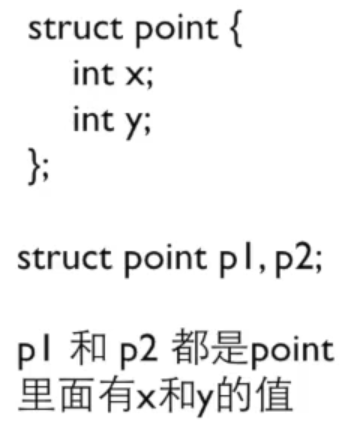 struct point {
int x;
int y;
};
struct point p1, p2;
p1 和 p2 都是point
里面有x和y的值